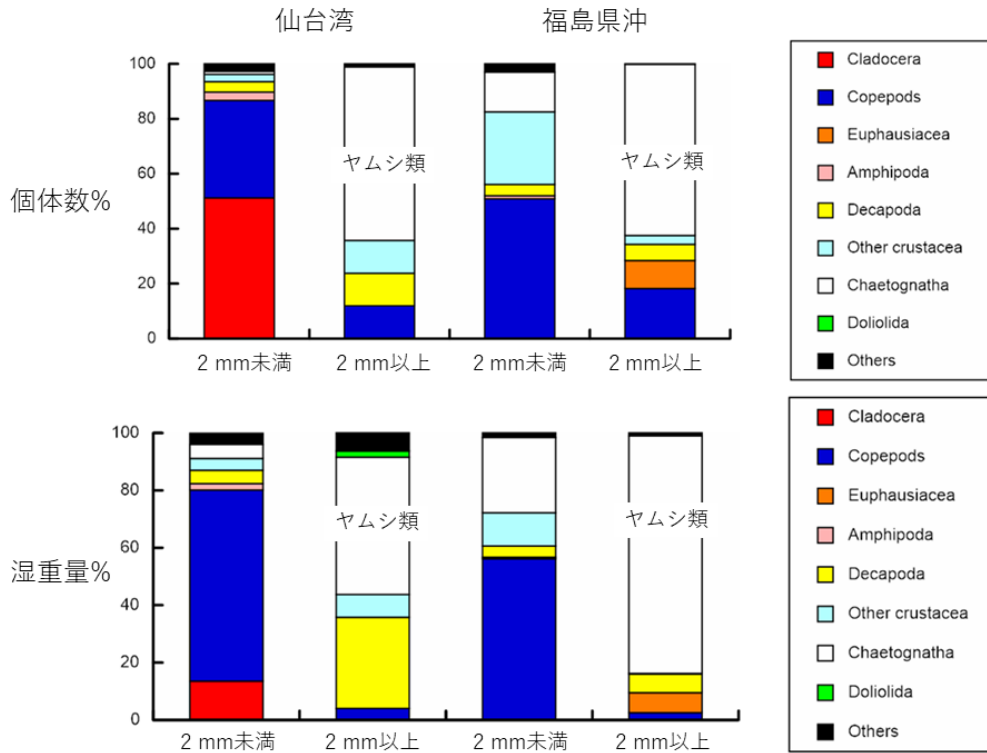 仙台湾
福島県沖
個体数%
100
80
60
40
20
0
ヤムシ類
ヤムシ類
2 mm未満
2 mm以上
2 mm未満
2 mm以上
Cladocera
Copepods
Euphausiacea
Amphipoda
Decapoda
Other crustacea
Chaetognatha
Doliolida
Others
湿重量%
100
80
60
40
20
0
ヤムシ類
ヤムシ類
2 mm未満
2 mm以上
2 mm未満
2 mm以上
Cladocera
Copepods
Euphausiacea
Amphipoda
Decapoda
Other crustacea
Chaetognatha
Doliolida
Others